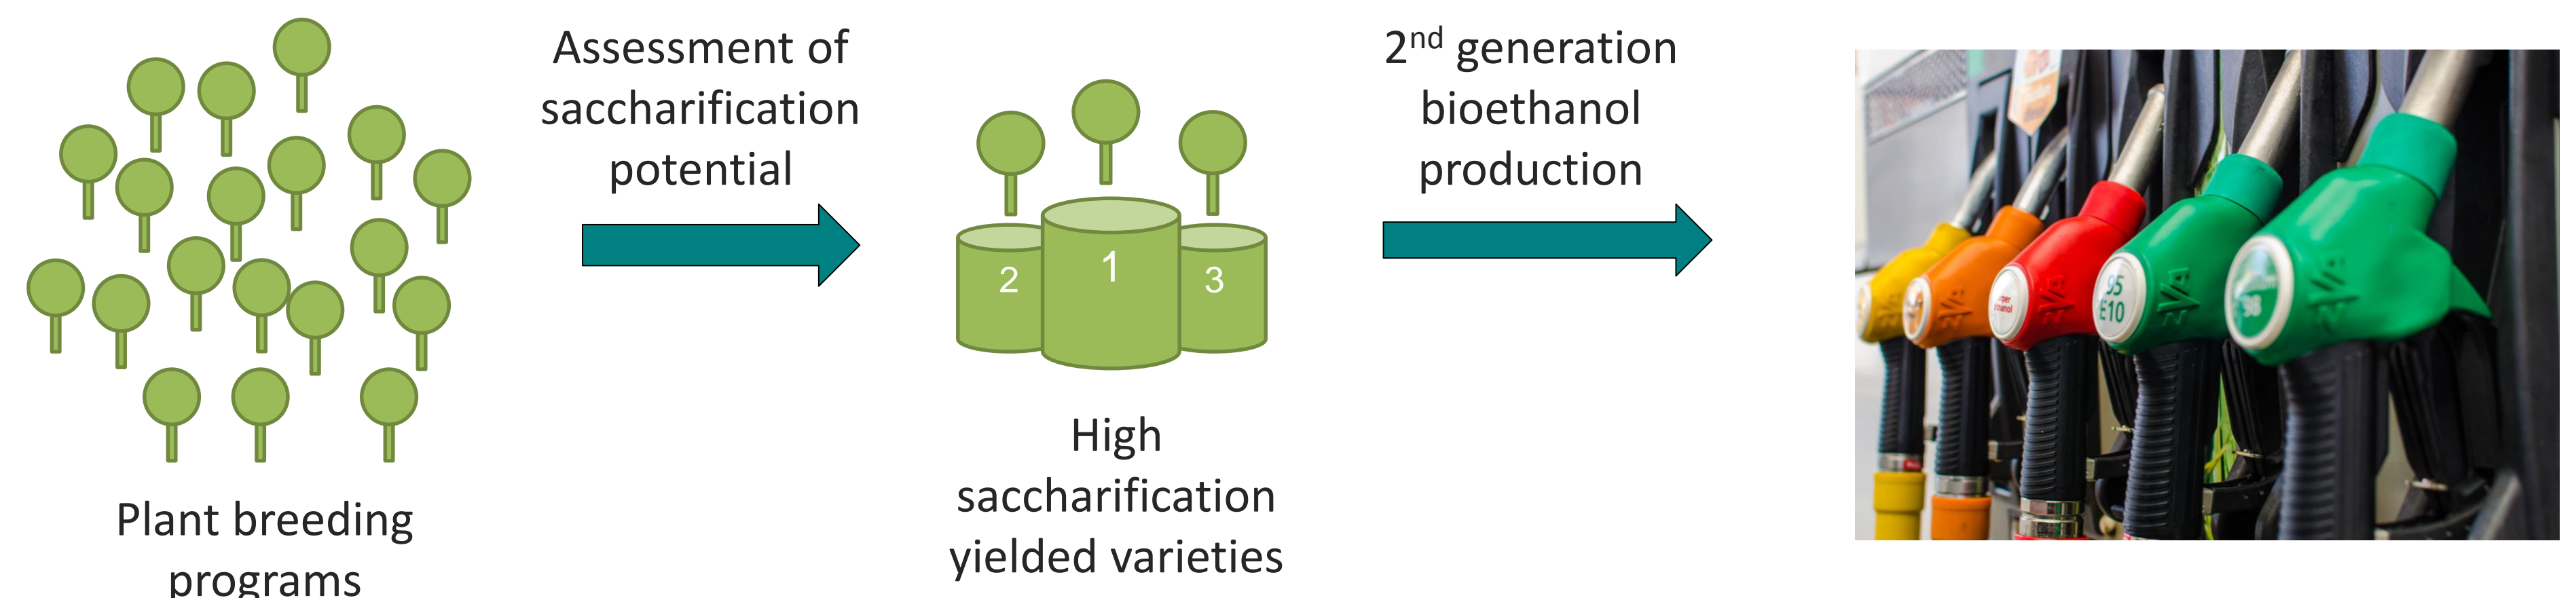 Assessment of
saccharification
potential
2nd generation
bioethanol
production
2
1
3
95
E10
98
High
saccharification
yielded varieties
Plant breeding
programs